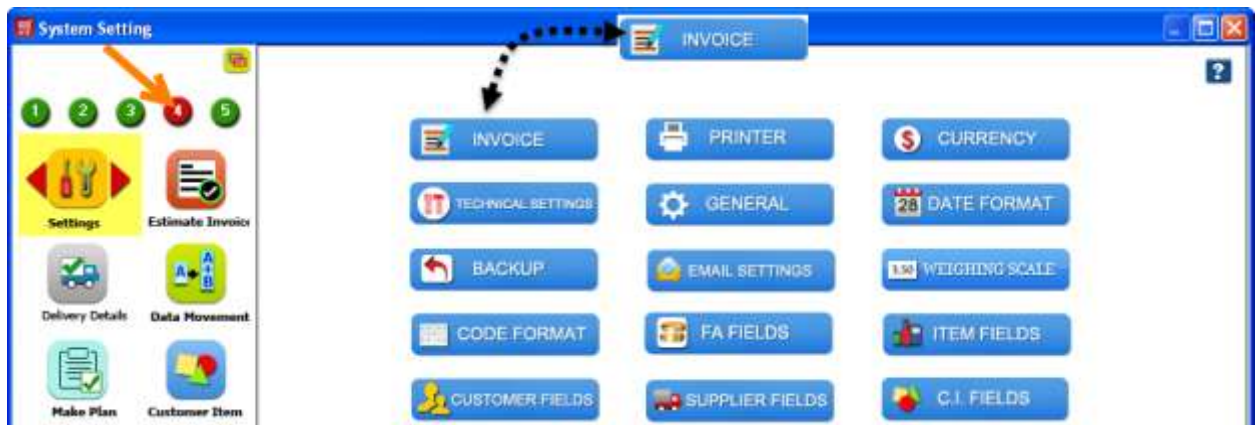 System Setting
INVOICE
?
1 2 3 4 5
Settings
Estimate Invoice
Delivery Details
Data Movement
A A+B
Make Plan
Customer Item
INVOICE
PRINTER
$ CURRENCY
TECHNICAL SETTINGS
GENERAL
28 DATE FORMAT
BACKUP
EMAIL SETTINGS
1.50 WEIGHING SCALE
CODE FORMAT
FA FIELDS
ITEM FIELDS
CUSTOMER FIELDS
SUPPLIER FIELDS
C.I. FIELDS